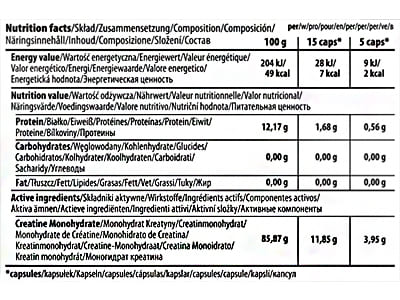 Nutrition facts/Skład/Zusammensetzung/Composition/Composición/
per/w/pro/pour/en/per/per/per/ve/в
Näringsinnehåll/Inhoud/Composizione/Složení/Состав
100 g 15 caps* 5 caps*
Energy value/Wartość energetyczna/Energiewert/Valeur énergétique/
Valor energético/Energi/Energiewaarde/Valore energetico/
Energetická hodnota/Энергетическая ценность
204 kJ/ 28 kJ/ 9 kJ/
49 kcal 7 kcal 2 kcal
Nutrition value/Wartość odżywcza/Nährwert/Valeur nutritionnelle/Valor nutricional/
Näringsvärde/Voedingswaarde/Valore nutritivo/Nutriční hodnota/Питательная ценность
Protein/Białko/Eiweiß/Protéines/Proteínas/Protein/Eiwit/
Proteine/Bílkoviny/Протеины
12,17 g 1,68 g 0,56 g
Carbohydrates/Węglowodany/Kohlenhydrate/Glucides/
Carbohidratos/Kolhydrater/Koolhydraten/Carboidrati/
Sacharidy/Углеводы
0,00 g 0,00 g 0,00 g
Fat/Tłuszcz/Fett/Lipides/Grasas/Fett/Vet/Grassi/Tuky/Жир 0,00 g 0,00 g 0,00 g
Active ingredients/Składniki aktywne/Wirkstoffe/Ingrédients actifs/Componentes activos/
Aktiva ämnen/Actieve ingrediënten/Ingredienti attivi/Aktivní složky/Активные компоненты
Creatine Monohydrate/Monohydrat Kreatyny/Creatinmonohydrat/
Monohydrate de Créatine/Monohidrato de Creatina/
Kreatinmonohydrat/Creatine-Monohydraat/Creatina Monoidrato/
Kreatin monohydrát/Моногидрат креатина
85,87 g 11,85 g 3,95 g
*capsules/kapsułek/Kapseln/capsules/cápsulas/kapslar/capsules/capsule/kapslí/капсул